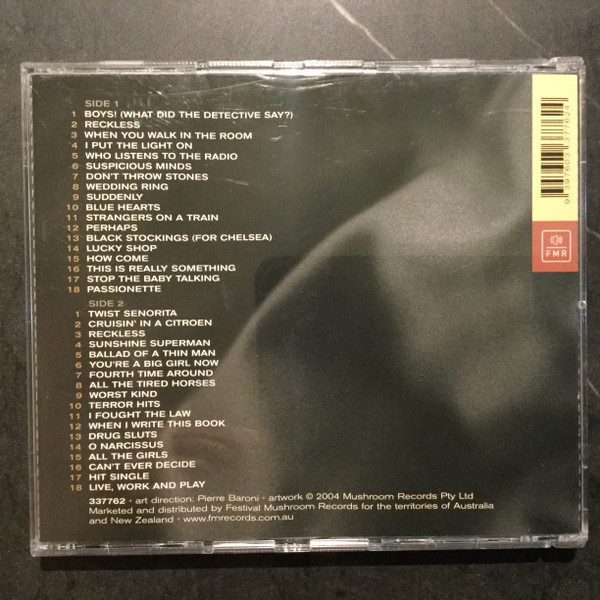 SIDE 1
1 BOYS! (WHAT DID THE DETECTIVE SAY?)
2 RECKLESS
3 WHEN YOU WALK IN THE ROOM
4 I PUT THE LIGHT ON
5 WHO LISTENS TO THE RADIO
6 SUSPICIOUS MINDS
7 DON'T THROW STONES
8 WEDDING RING
9 SUDDENLY
10 BLUE HEARTS
11 STRANGERS ON A TRAIN
12 PERHAPS
13 BLACK STOCKINGS (FOR CHELSEA)
14 LUCKY SHOP
15 HOW COME
16 THIS IS REALLY SOMETHING
17 STOP THE BABY TALKING
18 PASSIONETTE
SIDE 2
1 TWIST SENORITA
2 CRUISIN' IN A CITROEN
3 RECKLESS
4 SUNSHINE SUPERMAN
5 BALLAD OF A THIN MAN
6 YOU'RE A BIG GIRL NOW
7 FOURTH TIME AROUND
8 ALL THE TIRED HORSES
9 WORST KIND
10 TERROR HITS
11 I FOUGHT THE LAW
12 WHEN I WRITE THIS BOOK
13 DRUG SLUTS
14 O NARCISSUS
15 ALL THE GIRLS
16 CAN'T EVER DECIDE
17 HIT SINGLE
18 LIVE, WORK AND PLAY
337762 • art direction: Pierre Baroni • artwork © 2004 Mushroom Records Pty Ltd
Marketed and distributed by Festival Mushroom Records for the territories of Australia
and New Zealand • www.fmrecords.com.au
9 397603 377624
FMR